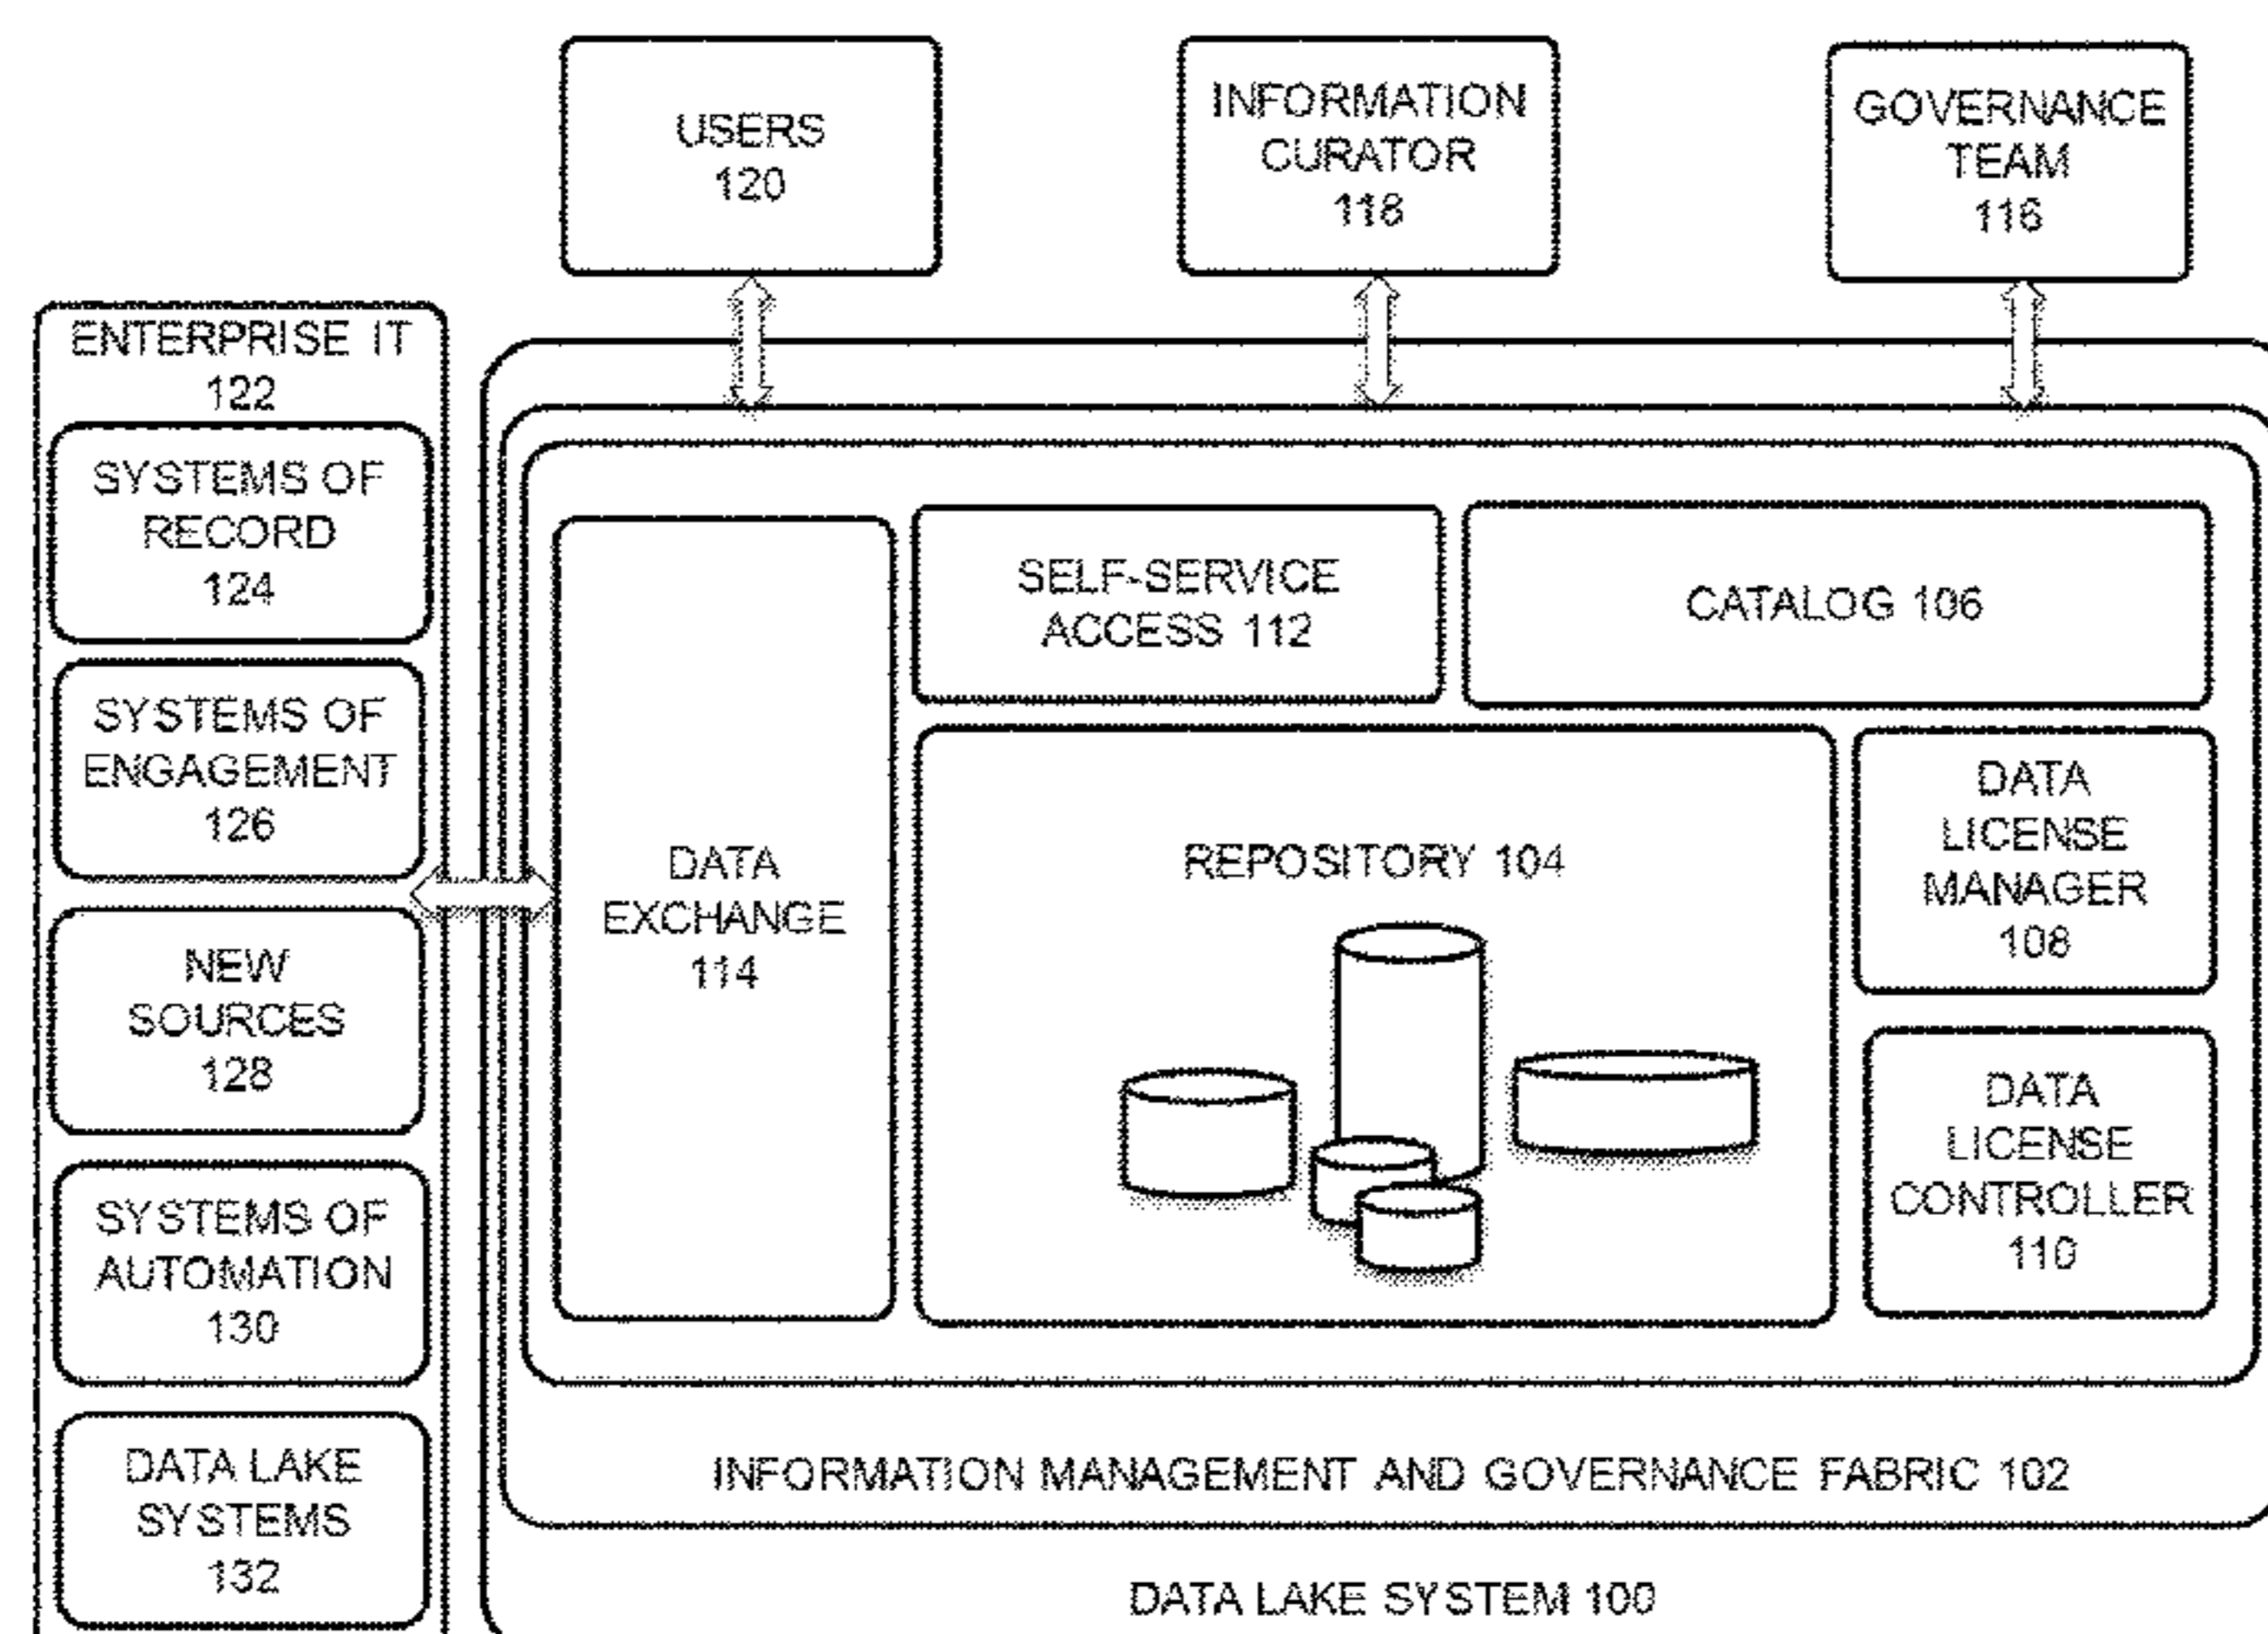 USERS
120
INFORMATION
CURATOR
118
GOVERNANCE
TEAM
116
ENTERPRISE IT
122
SYSTEMS OF
RECORD
124
SYSTEMS OF
ENGAGEMENT
126
NEW
SOURCES
128
SYSTEMS OF
AUTOMATION
130
DATA LAKE
SYSTEMS
132
DATA
EXCHANGE
114
SELF-SERVICE
ACCESS 112
CATALOG 106
REPOSITORY 104
DATA
LICENSE
MANAGER
108
DATA
LICENSE
CONTROLLER
110
INFORMATION MANAGEMENT AND GOVERNANCE FABRIC 102
DATA LAKE SYSTEM 100